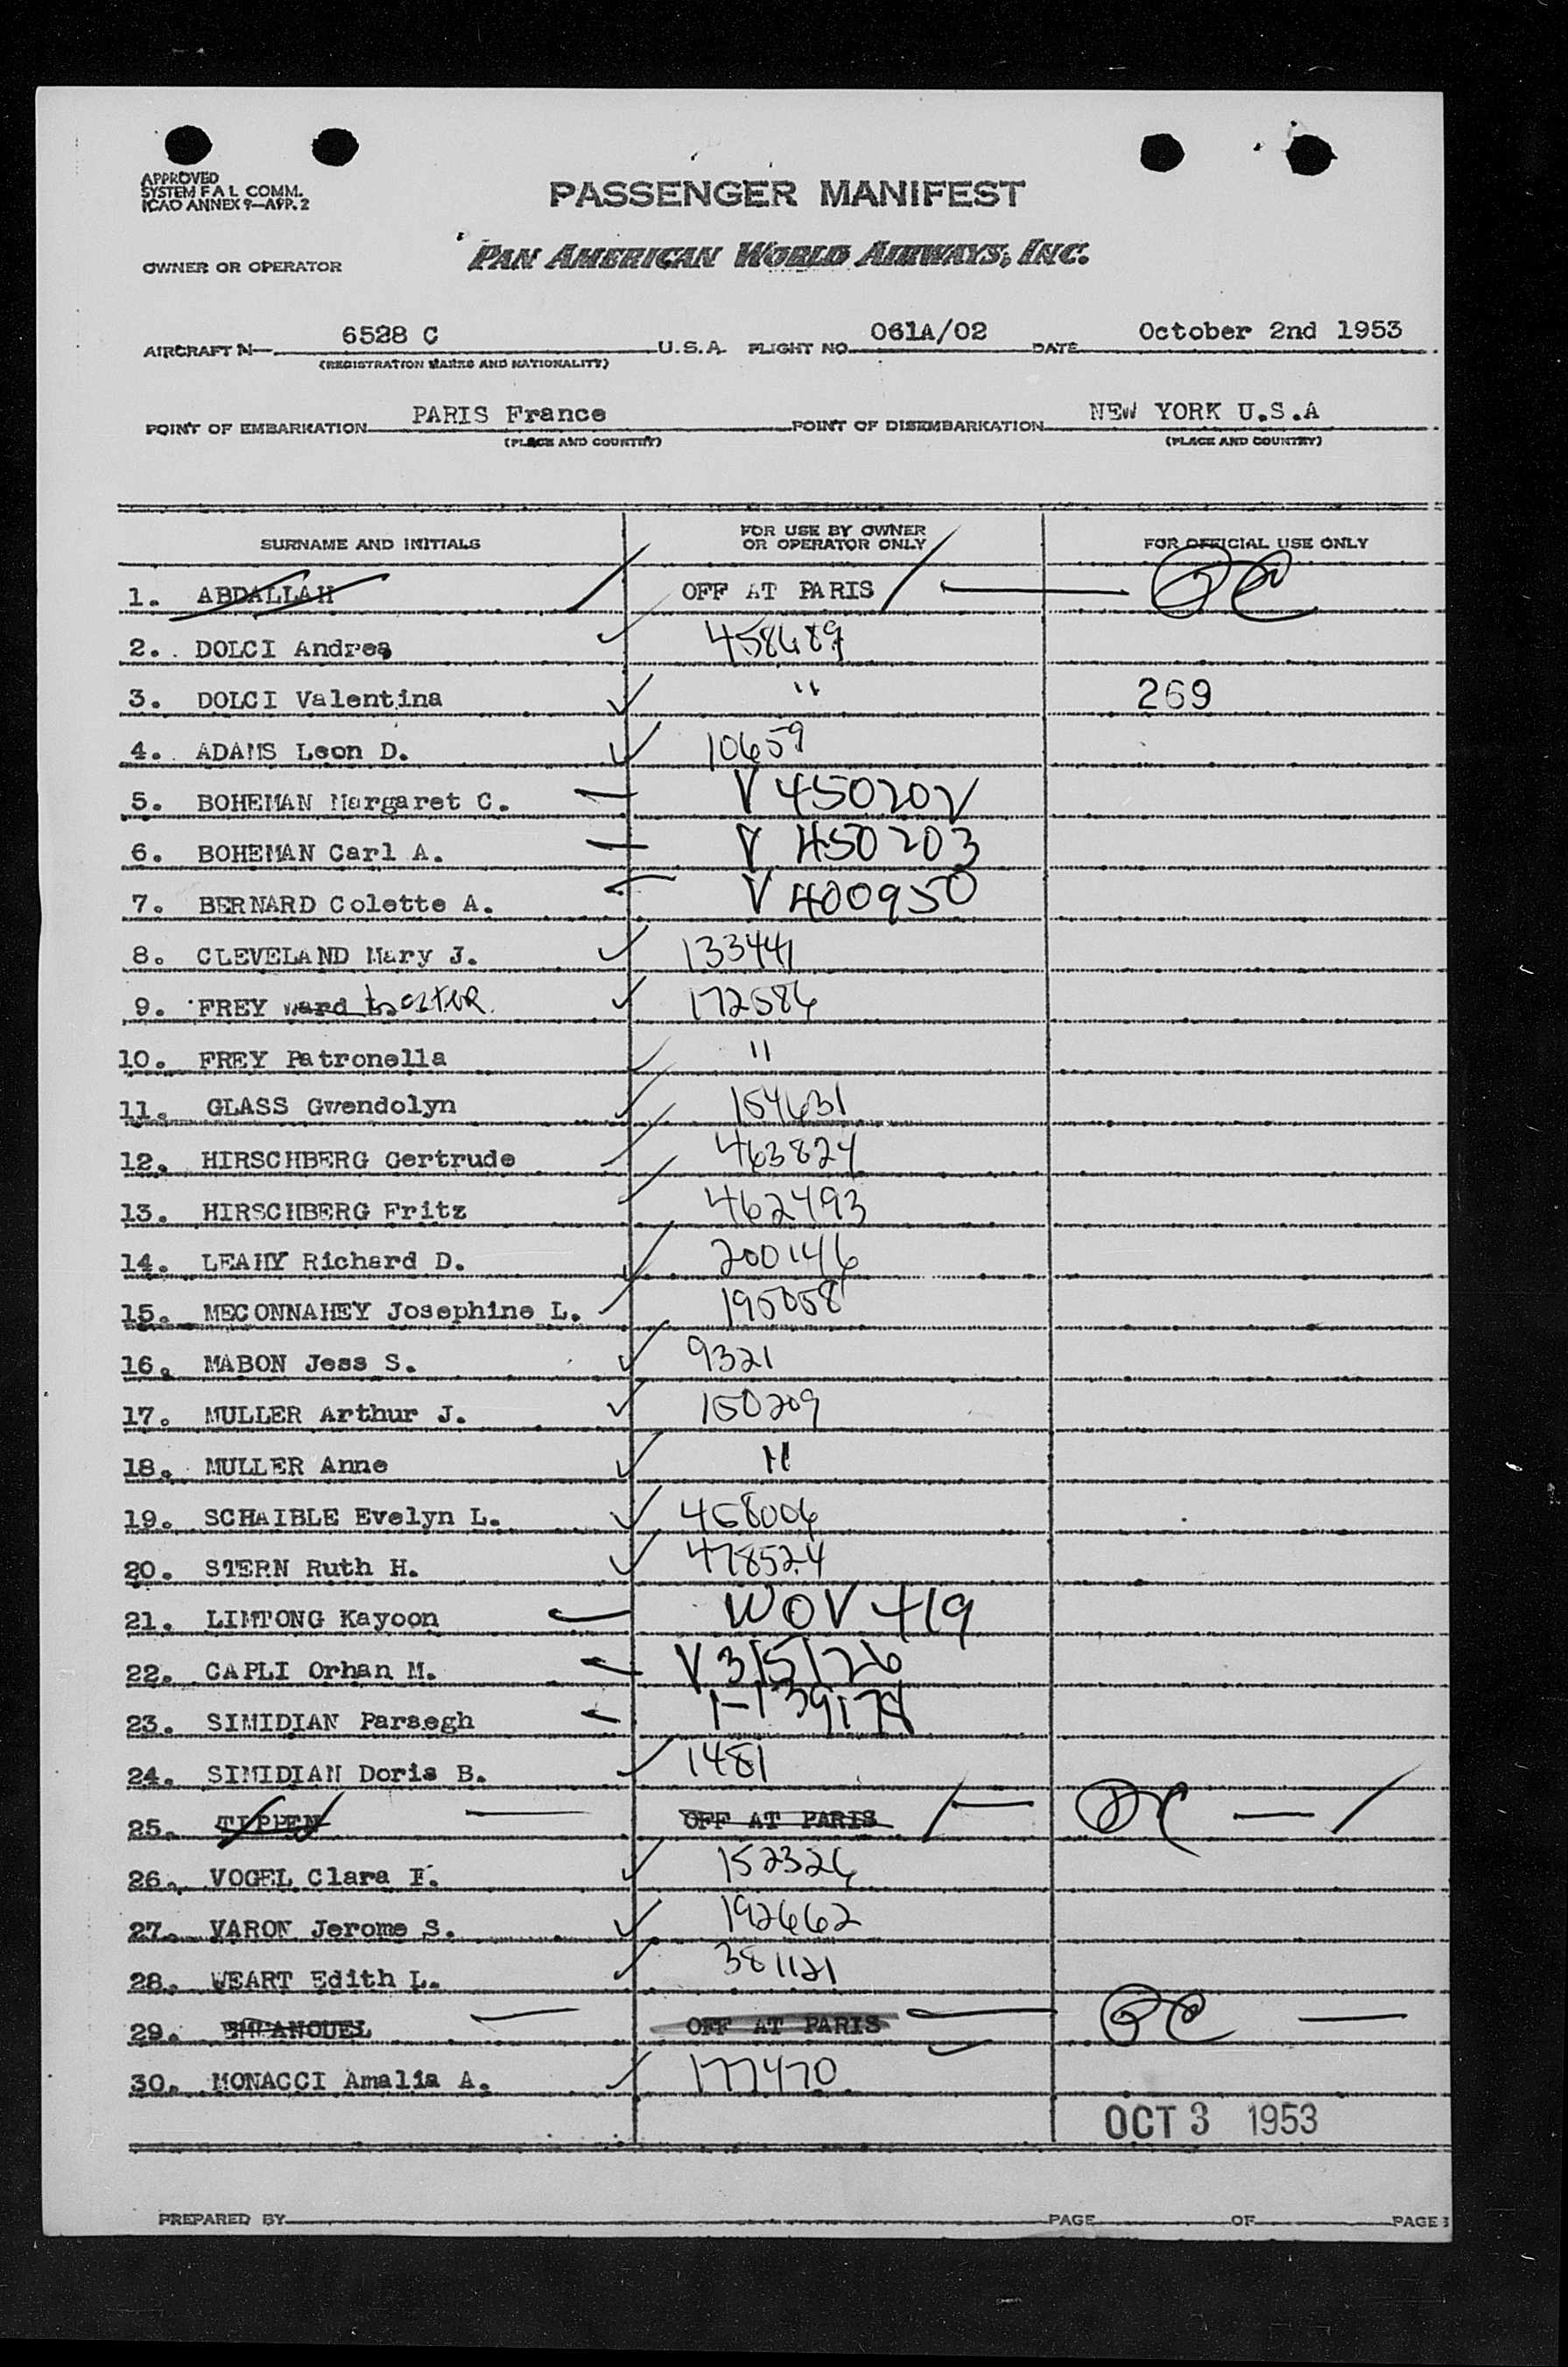 APPROVED
SYSTEM F A L COMM.
ICAO ANNEX 9—APP. 2
PASSENGER MANIFEST
OWNER OR OPERATOR PAN AMERICAN WORLD AIRWAYS, INC.
AIRCRAFT N— 6528 C U.S.A. FLIGHT NO. 061A/02 DATE October 2nd 1953
(REGISTRATION MARKS AND NATIONALITY)
POINT OF EMBARKATION PARIS France POINT OF DISEMBARKATION NEW YORK U.S.A
(PLACE AND COUNTRY) (PLACE AND COUNTRY)
SURNAME AND INITIALS FOR USE BY OWNER OR OPERATOR ONLY FOR OFFICIAL USE ONLY
1. ABDALLAH OFF AT PARIS
2. DOLCI Andrea 458689
3. DOLCI Valentina " 269
4. ADAMS Leon D. 10659
5. BOHEMAN Margaret C. V 450202
6. BOHEMAN Carl A. V 450203
7. BERNARD Colette A. V 400950
8. CLEVELAND Mary J. 133441
9. FREY ward 172586
10. FREY Patronella "
11. GLASS Gwendolyn 154631
12. HIRSCHBERG Gertrude 463824
13. HIRSCHBERG Fritz 462493
14. LEAHY Richard D. 200146
15. MECONNAHEY Josephine L. 195058
16. MABON Jess S. 9321
17. MULLER Arthur J. 150209
18. MULLER Anne "
19. SCHAIBLE Evelyn L. 458006
20. STERN Ruth H. 478524
21. LIMTONG Kayoon WOV 419
22. CAPLI Orhan M. V 315126
23. SIMIDIAN Parsegh
24. SIMIDIAN Doris B. 1481
25. TIPPEN OFF AT PARIS
26. VOGEL Clara F. 152326
27. VARON Jerome S. 192662
28. WEART Edith L. 381121
29. OFF AT PARIS
30. MONACCI Amalia A. 177470
OCT 3 1953
PREPARED BY PAGE OF PAGES